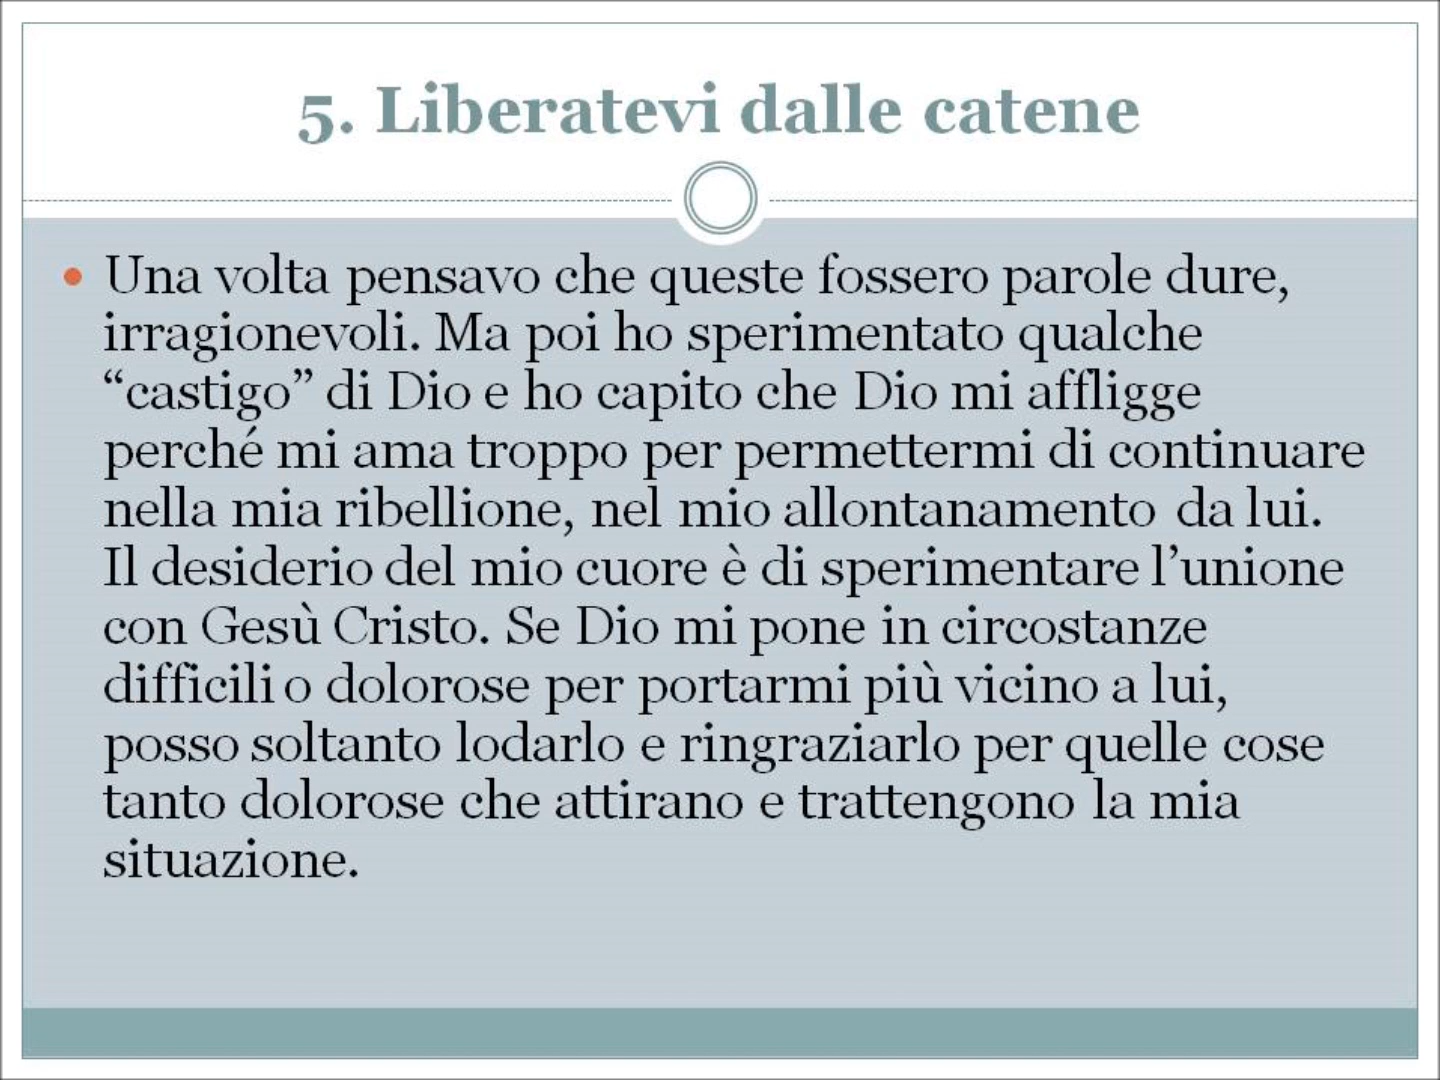 5. Liberatevi dalle catene
• Una volta pensavo che queste fossero parole dure,
irragionevoli. Ma poi ho sperimentato qualche
“castigo” di Dio e ho capito che Dio mi affligge
perché mi ama troppo per permettermi di continuare
nella mia ribellione, nel mio allontanamento da lui.
Il desiderio del mio cuore è di sperimentare l’unione
con Gesù Cristo. Se Dio mi pone in circostanze
difficili o dolorose per portarmi più vicino a lui,
posso soltanto lodarlo e ringraziarlo per quelle cose
tanto dolorose che attirano e trattengono la mia
situazione.